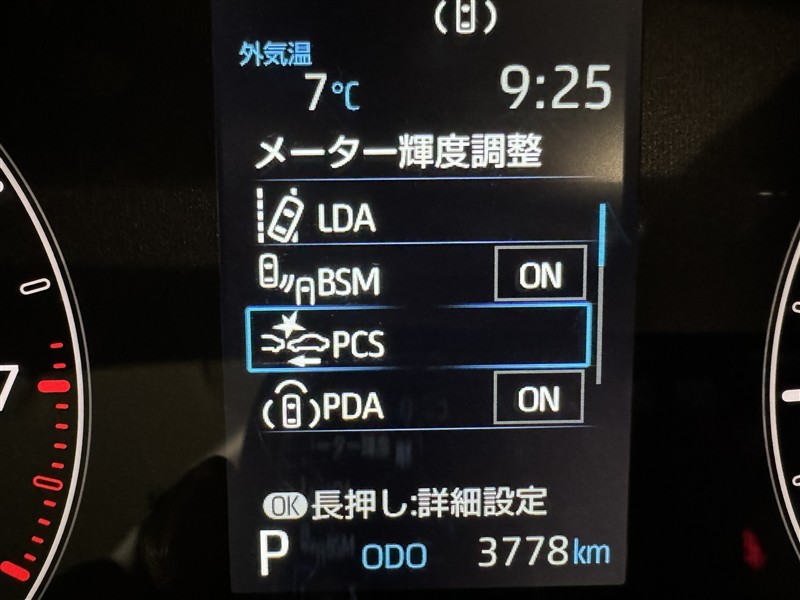 外気温
7℃ 9:25
メーター輝度調整
LDA
BSM ON
PCS
PDA ON
OK 長押し:詳細設定
P ODO 3778km
7